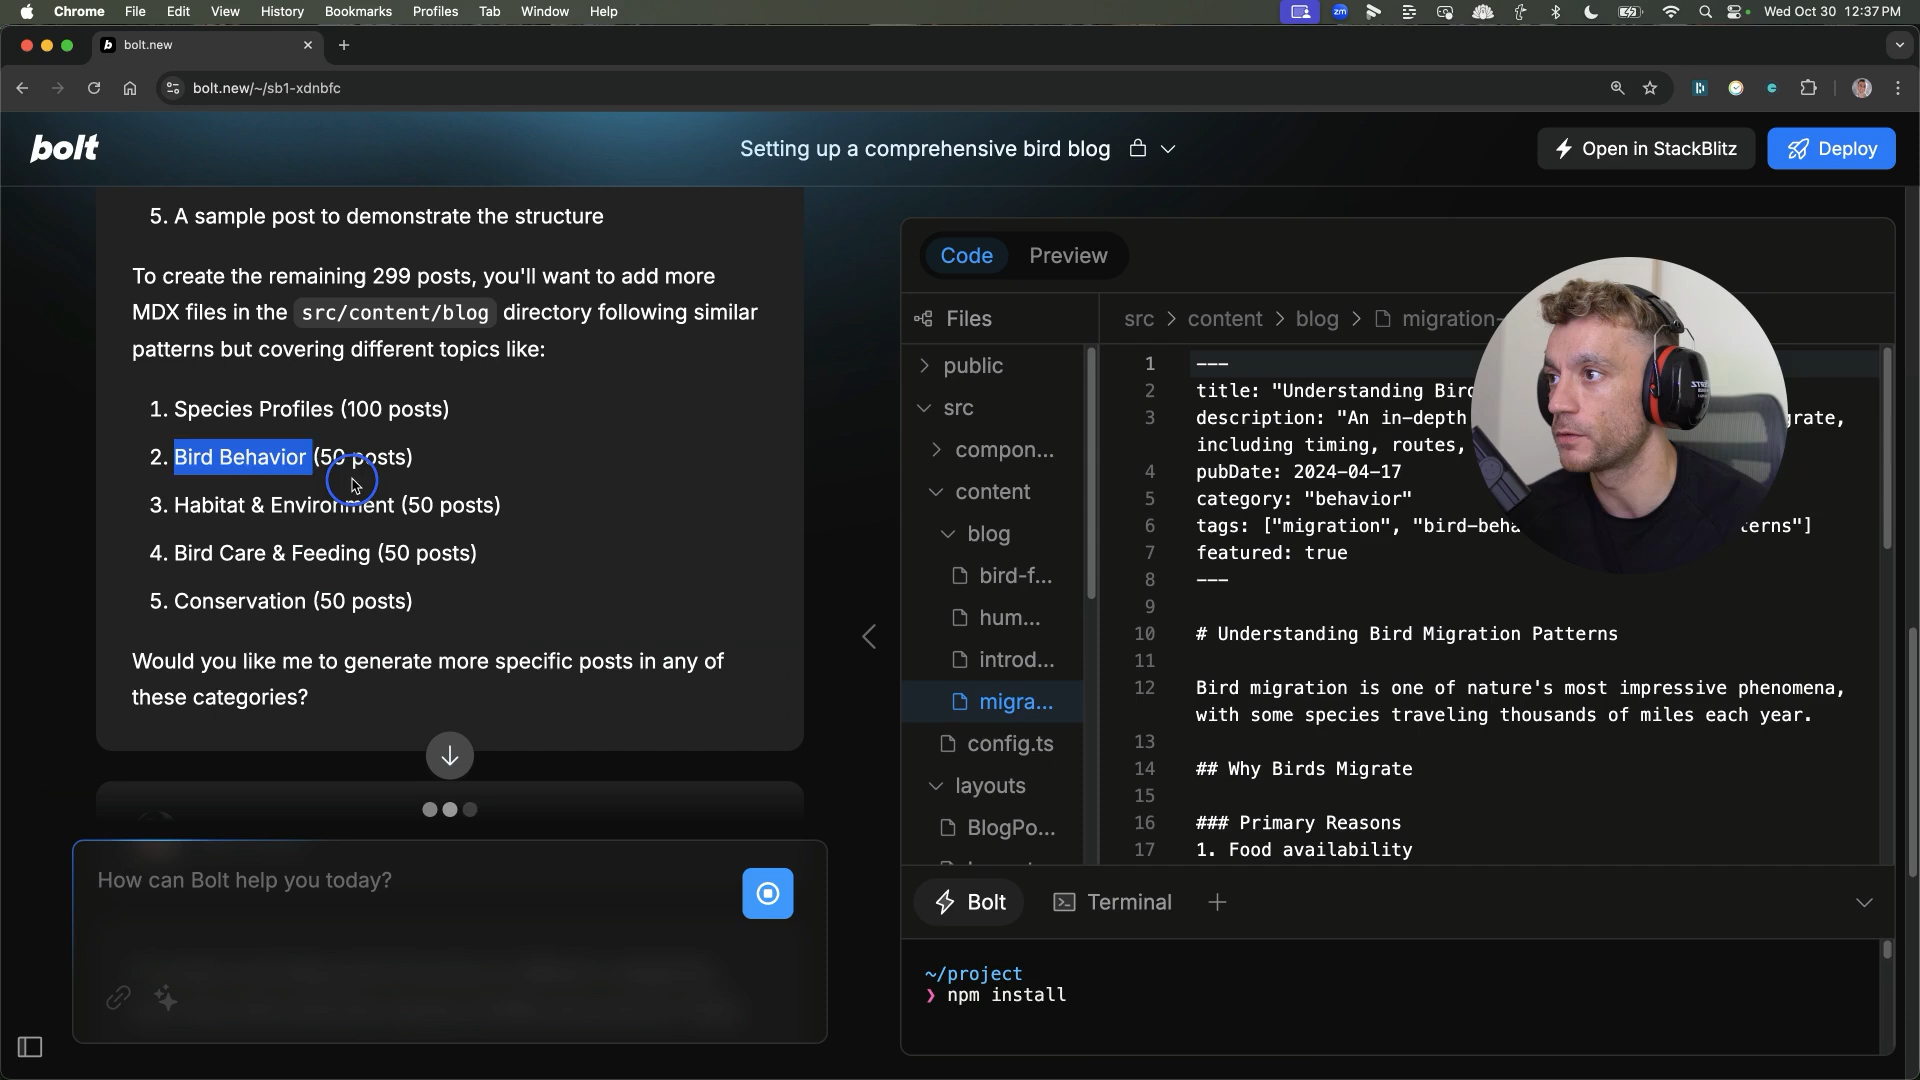 Chrome File Edit View History Bookmarks Profiles Tab Window Help
zm
Wed Oct 30 12:37 PM
b bolt.new
bolt.new/~/sb1-xdnbfc
bolt
Setting up a comprehensive bird blog
Open in StackBlitz
Deploy
5. A sample post to demonstrate the structure
To create the remaining 299 posts, you'll want to add more
MDX files in the src/content/blog directory following similar
patterns but covering different topics like:
1. Species Profiles (100 posts)
2. Bird Behavior (50 posts)
3. Habitat & Environment (50 posts)
4. Bird Care & Feeding (50 posts)
5. Conservation (50 posts)
Would you like me to generate more specific posts in any of
these categories?
How can Bolt help you today?
Code Preview
Files
public
src
compon...
content
blog
bird-f...
hum...
introd...
migra...
config.ts
layouts
BlogPo...
src > content > blog > migration-
1 ---
2 title: "Understanding Bir
3 description: "An in-depth grate,
including timing, routes,
4 pubDate: 2024-04-17
5 category: "behavior"
6 tags: ["migration", "bird-beha terns"]
7 featured: true
8 ---
9
10 # Understanding Bird Migration Patterns
11
12 Bird migration is one of nature's most impressive phenomena,
with some species traveling thousands of miles each year.
13
14 ## Why Birds Migrate
15
16 ### Primary Reasons
17 1. Food availability
Bolt Terminal
~/project
❯ npm install